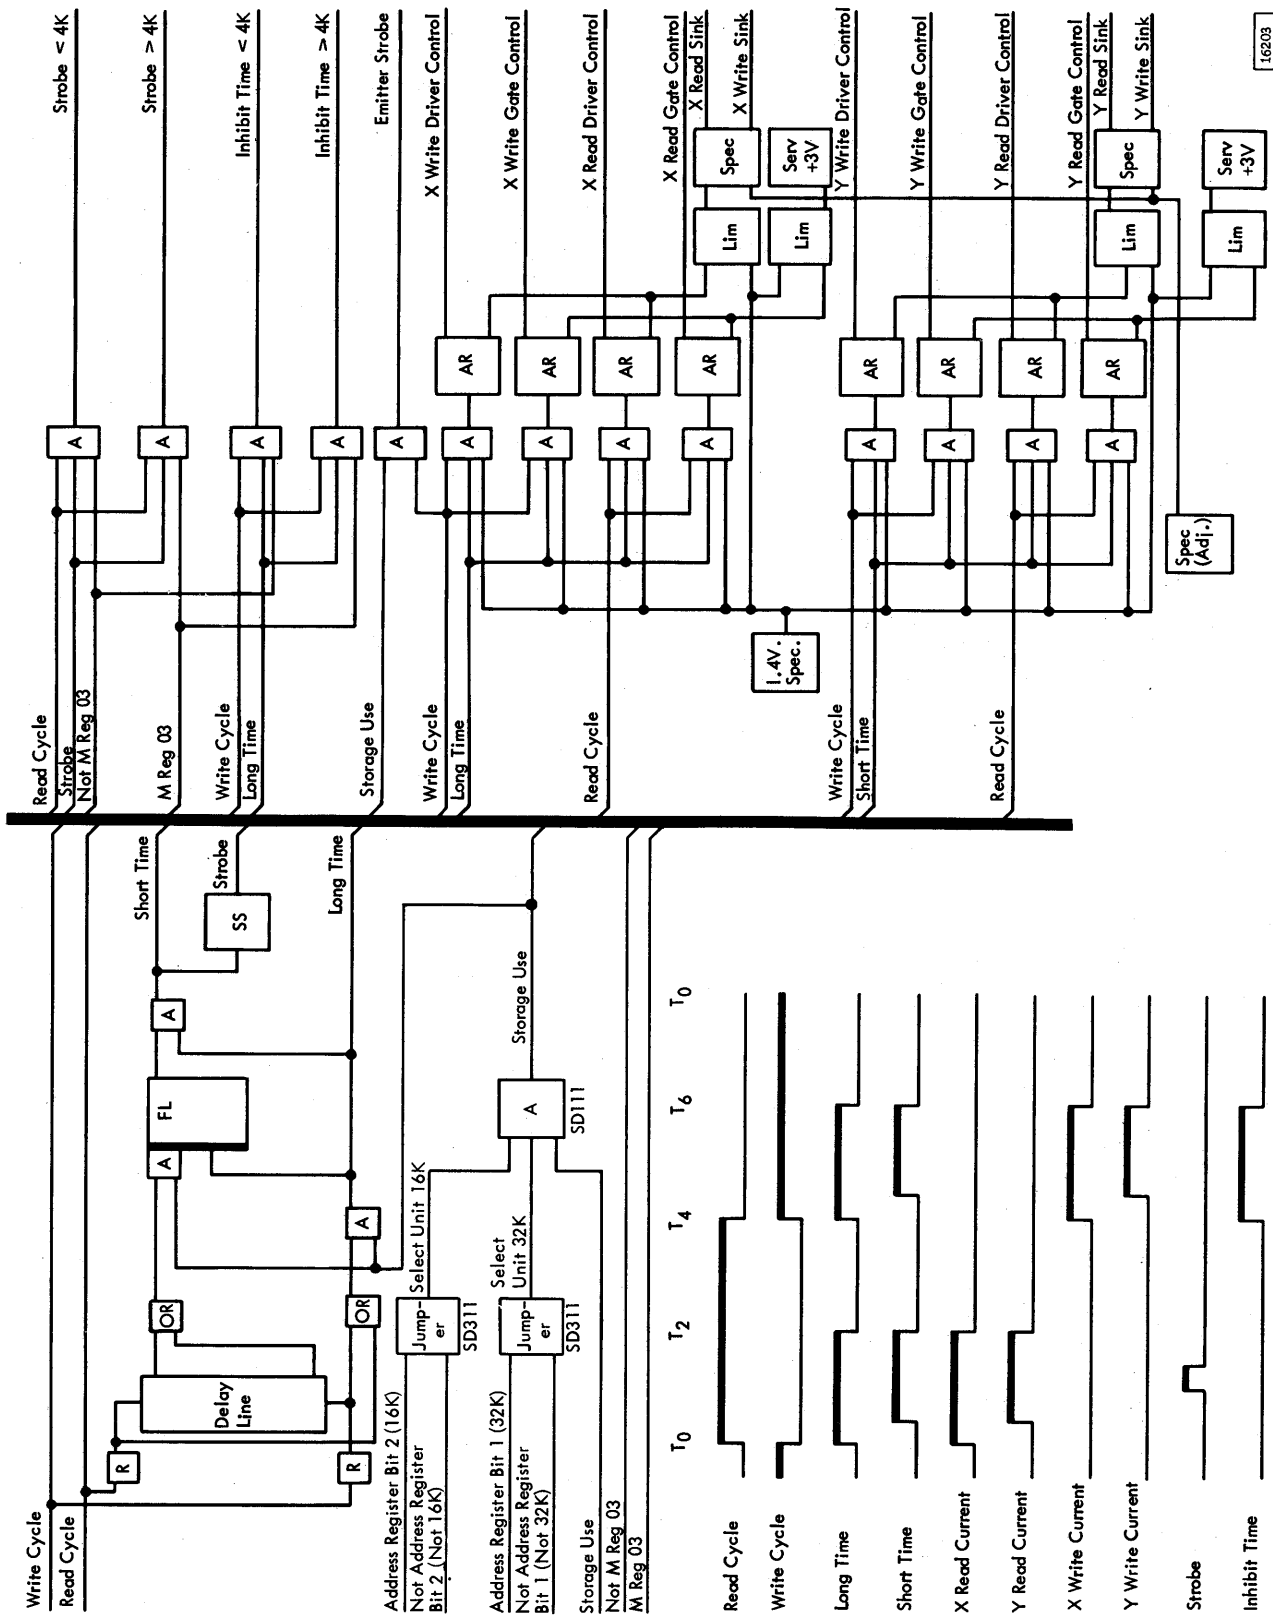 Write Cycle
Read Cycle
R
R
Delay
Line
OR
OR
A
A
FL
A
SS
Short Time
Strobe
Long Time
Address Register Bit 2 (16K)
Not Address Register
Bit 2 (Not 16K)
Jump-
er
SD311
Select Unit 16K
Address Register Bit 1 (32K)
Not Address Register
Bit 1 (Not 32K)
Jump-
er
SD311
Select
Unit 32K
A
SD111
Storage Use
Storage Use
Not M Reg 03
M Reg 03
Read Cycle
Strobe
Not M Reg 03
M Reg 03
Write Cycle
Long Time
Storage Use
Write Cycle
Long Time
Read Cycle
Write Cycle
Short Time
Read Cycle
A
A
A
A
A
A
A
A
A
A
A
A
A
AR
AR
AR
AR
AR
AR
AR
AR
1.4V.
Spec.
Spec
(Adj.)
Lim
Lim
Lim
Lim
Spec
Serv
+3V
Spec
Serv
+3V
Strobe < 4K
Strobe > 4K
Inhibit Time < 4K
Inhibit Time > 4K
Emitter Strobe
X Write Driver Control
X Write Gate Control
X Read Driver Control
X Read Gate Control
X Read Sink
X Write Sink
Y Write Driver Control
Y Write Gate Control
Y Read Driver Control
Y Read Gate Control
Y Read Sink
Y Write Sink
T0
T2
T4
T6
T0
Read Cycle
Write Cycle
Long Time
Short Time
X Read Current
Y Read Current
X Write Current
Y Write Current
Strobe
Inhibit Time
16203